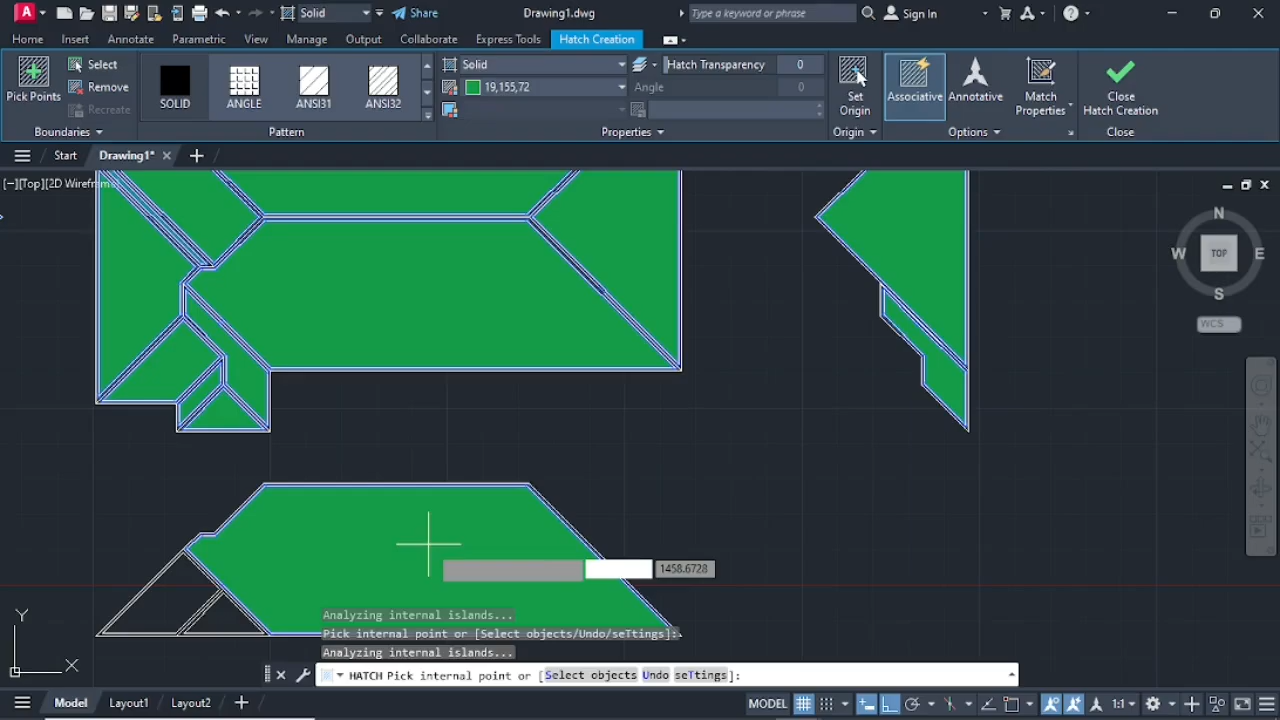 A Solid Share Drawing1.dwg Type a keyword or phrase Sign In
Home Insert Annotate Parametric View Manage Output Collaborate Express Tools Hatch Creation
Pick Points Select Remove Recreate
SOLID ANGLE ANSI31 ANSI32
Solid Hatch Transparency 0
19,155,72 Angle 0
Set Origin Associative Annotative Match Properties Close Hatch Creation
Boundaries Pattern Properties Origin Options Close
Start Drawing1*
[−][Top][2D Wireframe]
N
W TOP E
S
WCS
1458.6728
Analyzing internal islands...
Pick internal point or [Select objects/Undo/seTtings]:
Analyzing internal islands...
Y
X
HATCH Pick internal point or [Select objects Undo seTtings]:
Model Layout1 Layout2 MODEL 1:1